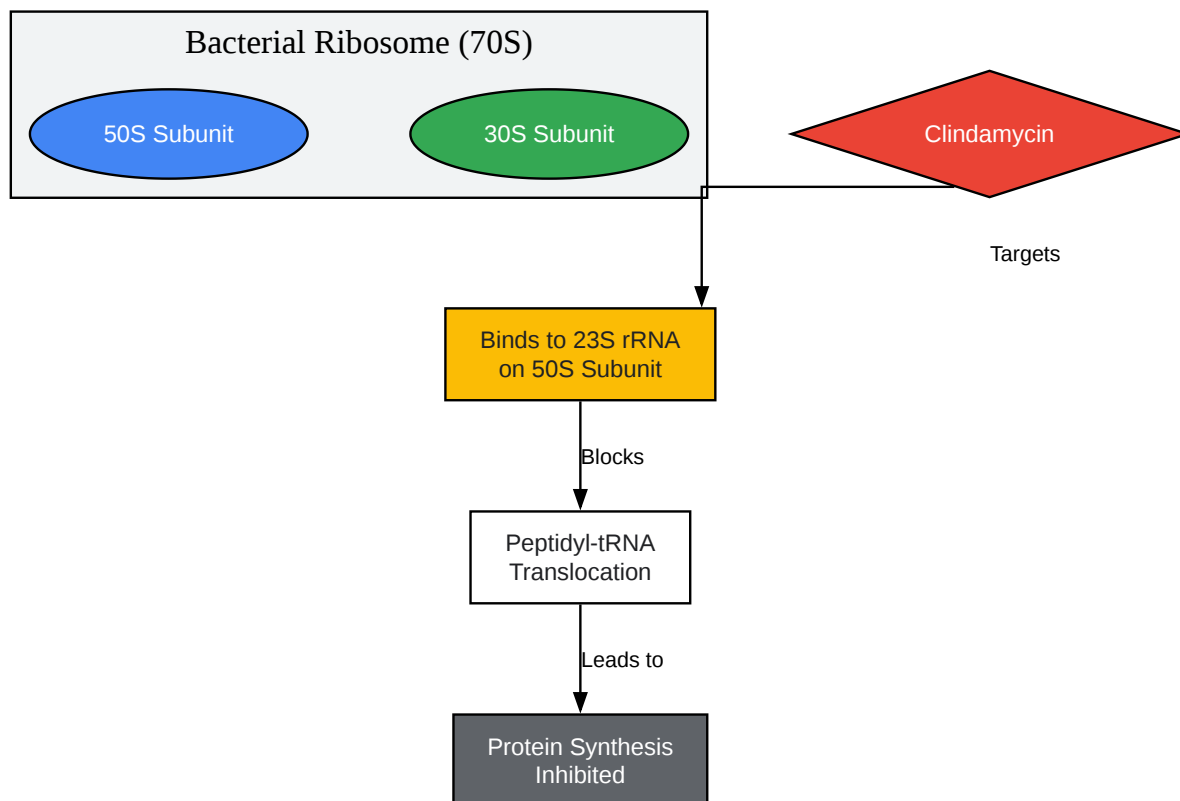 Bacterial Ribosome (70S)
50S Subunit
30S Subunit
Clindamycin
Targets
Binds to 23S rRNA
on 50S Subunit
Blocks
Peptidyl-tRNA
Translocation
Leads to
Protein Synthesis
Inhibited